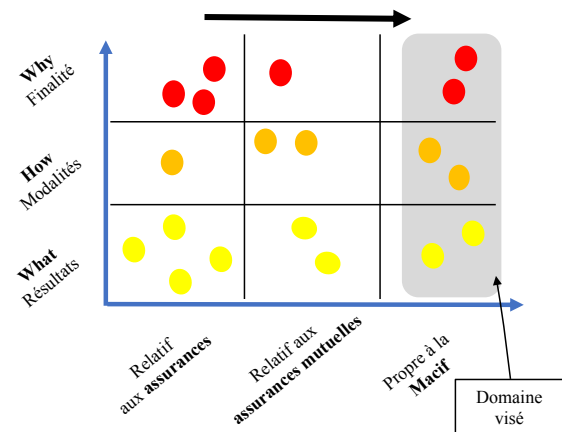 Why
Finalité
How
Modalités
What
Résultats
Relatif
aux assurances
Relatif aux
assurances mutuelles
Propre à la
Macif
Domaine
visé